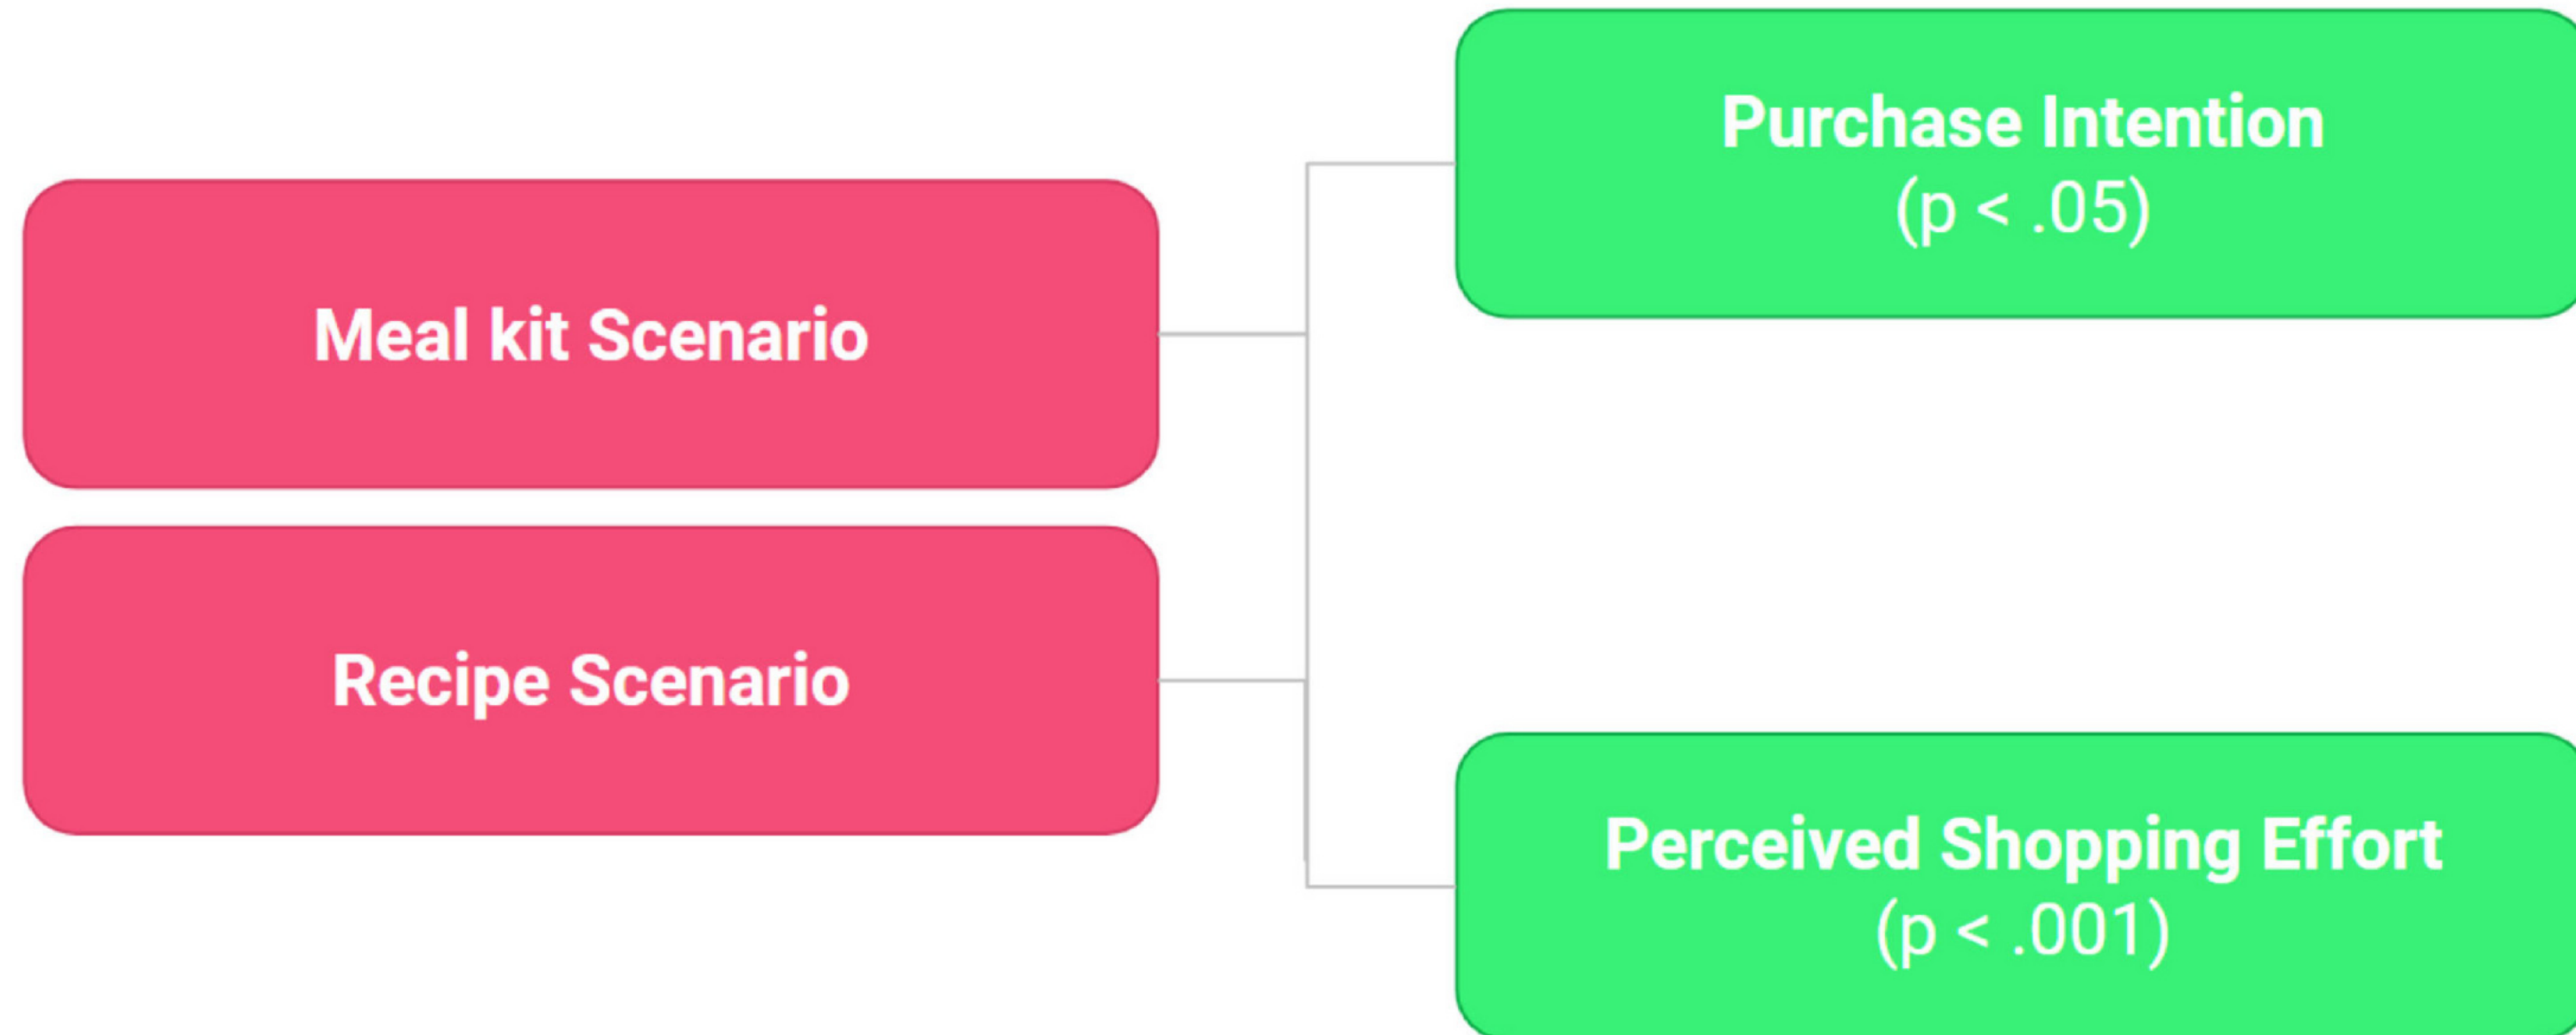 Meal kit Scenario
Recipe Scenario
Purchase Intention
(p < .05)
Perceived Shopping Effort
(p < .001)